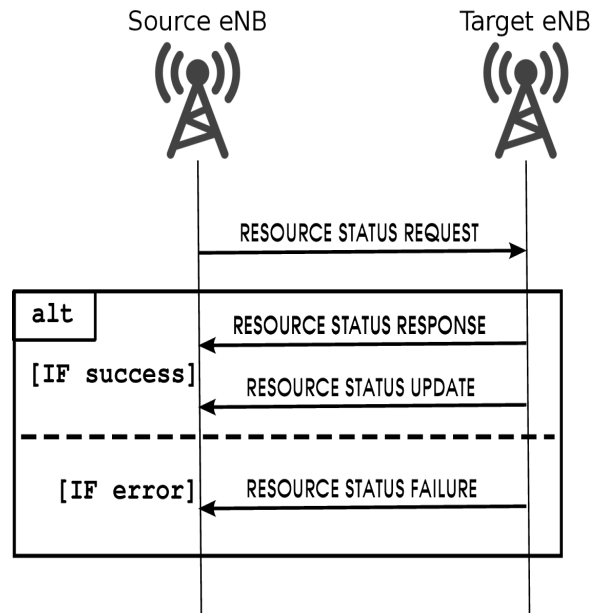 Source eNB
Target eNB
RESOURCE STATUS REQUEST
alt
RESOURCE STATUS RESPONSE
[IF success]
RESOURCE STATUS UPDATE
[IF error]
RESOURCE STATUS FAILURE